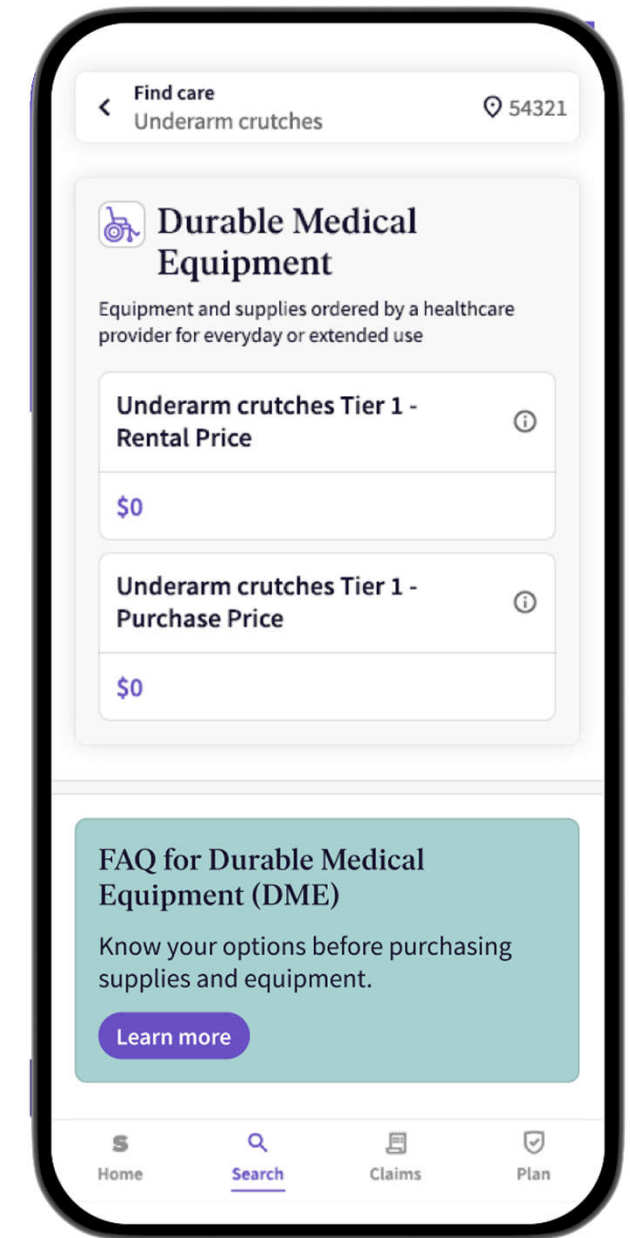 Find care
Underarm crutches
54321
Durable Medical
Equipment
Equipment and supplies ordered by a healthcare
provider for everyday or extended use
Underarm crutches Tier 1 -
Rental Price
$0
Underarm crutches Tier 1 -
Purchase Price
$0
FAQ for Durable Medical
Equipment (DME)
Know your options before purchasing
supplies and equipment.
Learn more
S
Home
Search
Claims
Plan